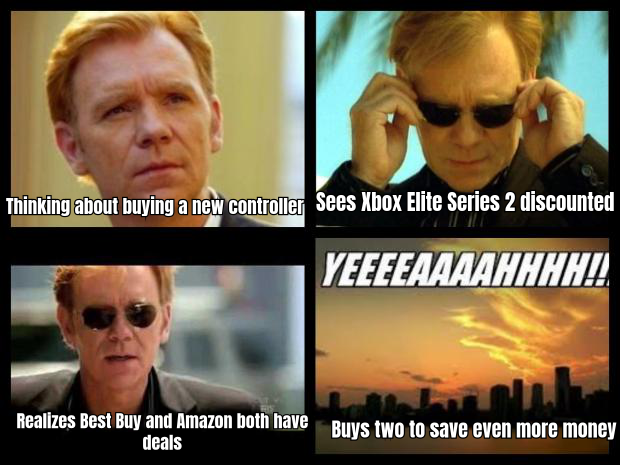 Thinking about buying a new controller
Sees Xbox Elite Series 2 discounted
Realizes Best Buy and Amazon both have
deals
YEEEEAAAAHHHH!!!
Buys two to save even more money